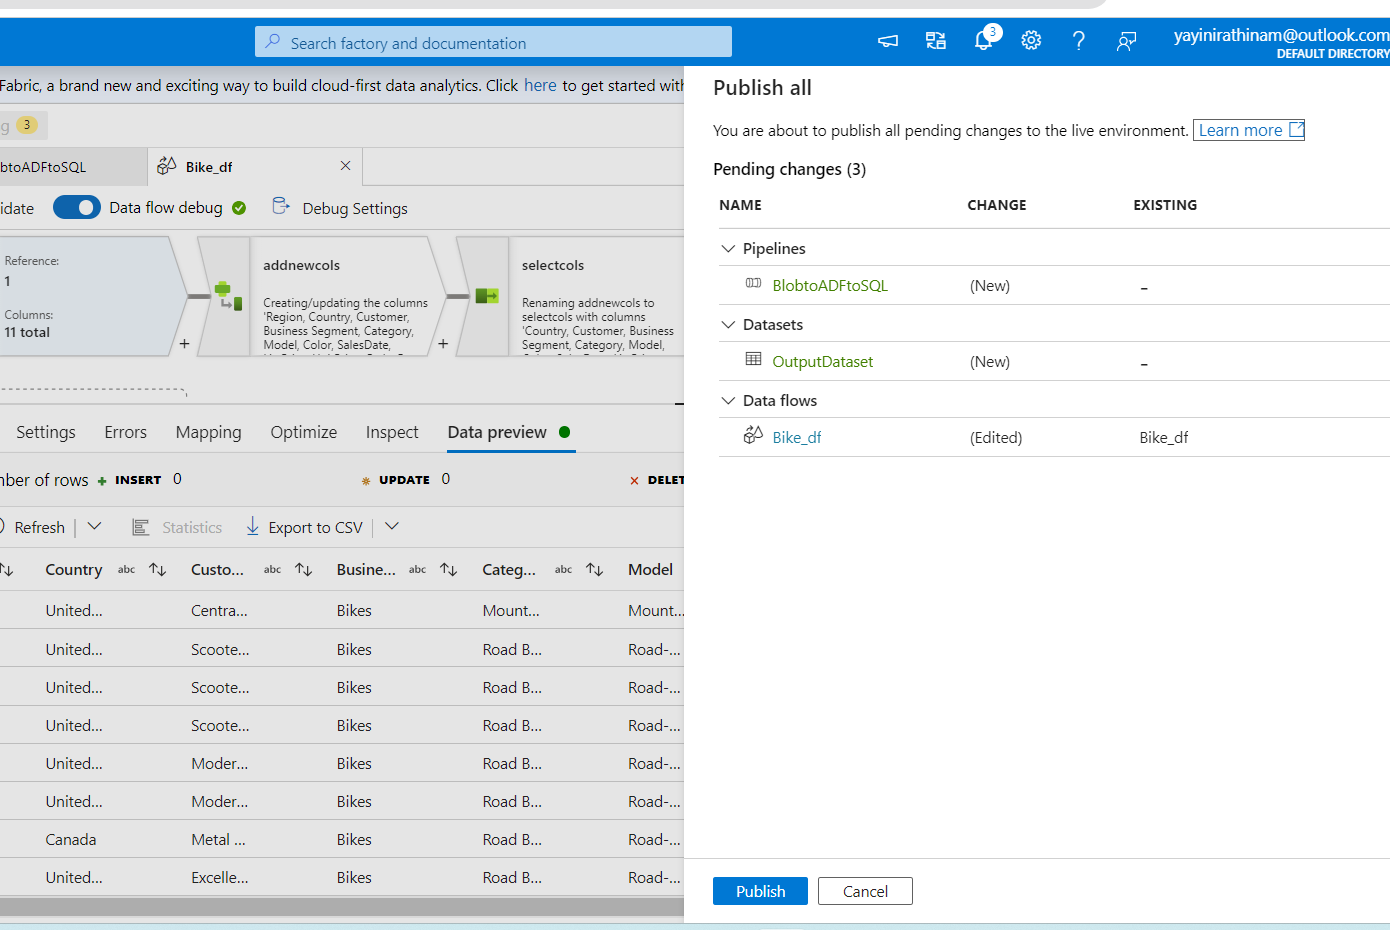 Search factory and documentation
3
yayinirathinam@outlook.com
DEFAULT DIRECTORY
Fabric, a brand new and exciting way to build cloud-first data analytics. Click here to get started with
g 3
btoADFtoSQL
Bike_df
idate
Data flow debug
Debug Settings
Reference:
1
Columns:
11 total
+
addnewcols
Creating/updating the columns
'Region, Country, Customer,
Business Segment, Category,
Model, Color, SalesDate,
+
selectcols
Renaming addnewcols to
selectcols with columns
'Country, Customer, Business
Segment, Category, Model,
Settings Errors Mapping Optimize Inspect Data preview
ber of rows + INSERT 0 UPDATE 0 × DELET
Refresh Statistics Export to CSV
Country abc Custo... abc Busine... abc Categ... abc Model
United... Centra... Bikes Mount... Mount...
United... Scoote... Bikes Road B... Road-...
United... Scoote... Bikes Road B... Road-...
United... Scoote... Bikes Road B... Road-...
United... Moder... Bikes Road B... Road-...
United... Moder... Bikes Road B... Road-...
Canada Metal ... Bikes Road B... Road-...
United... Excelle... Bikes Road B... Road-...
Publish all
You are about to publish all pending changes to the live environment. Learn more
Pending changes (3)
NAME CHANGE EXISTING
Pipelines
BlobtoADFtoSQL (New) -
Datasets
OutputDataset (New) -
Data flows
Bike_df (Edited) Bike_df
Publish Cancel